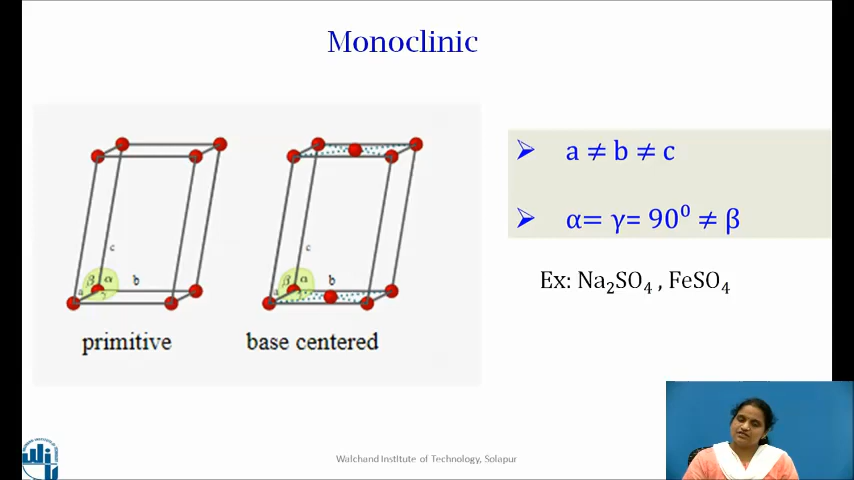 Monoclinic
➢ a ≠ b ≠ c
➢ α= γ= 90⁰ ≠ β
Ex: Na₂SO₄ , FeSO₄
c
β α b
a γ
primitive
c
β α b
a γ
base centered
Walchand Institute of Technology, Solapur